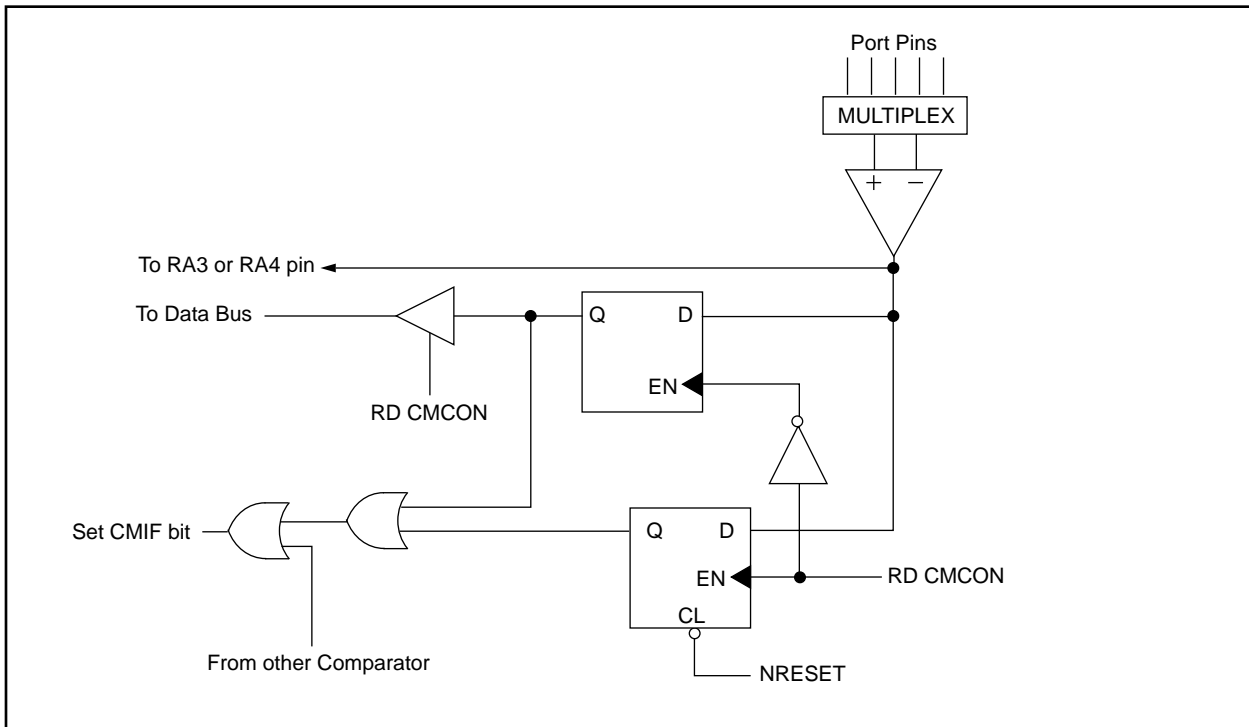 Port Pins
MULTIPLEX
+ −
To RA3 or RA4 pin
To Data Bus
Q D
EN
RD CMCON
Set CMIF bit
Q D
EN
RD CMCON
CL
From other Comparator
NRESET